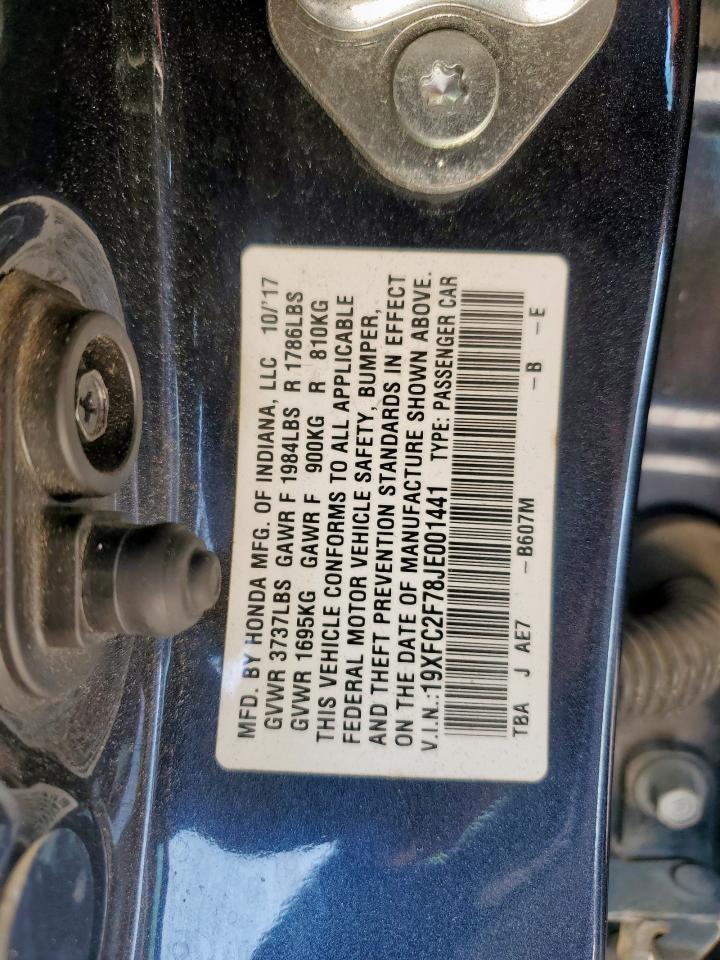 MFD. BY HONDA MFG. OF INDIANA, LLC 10/'17
GVWR 3737LBS GAWR F 1984LBS R 1786LBS
GVWR 1695KG GAWR F 900KG R 810KG
THIS VEHICLE CONFORMS TO ALL APPLICABLE
FEDERAL MOTOR VEHICLE SAFETY, BUMPER,
AND THEFT PREVENTION STANDARDS IN EFFECT
ON THE DATE OF MANUFACTURE SHOWN ABOVE.
V.I.N.:19XFC2F78JE001441 TYPE: PASSENGER CAR
TBA J AE7 -B607M -B -E